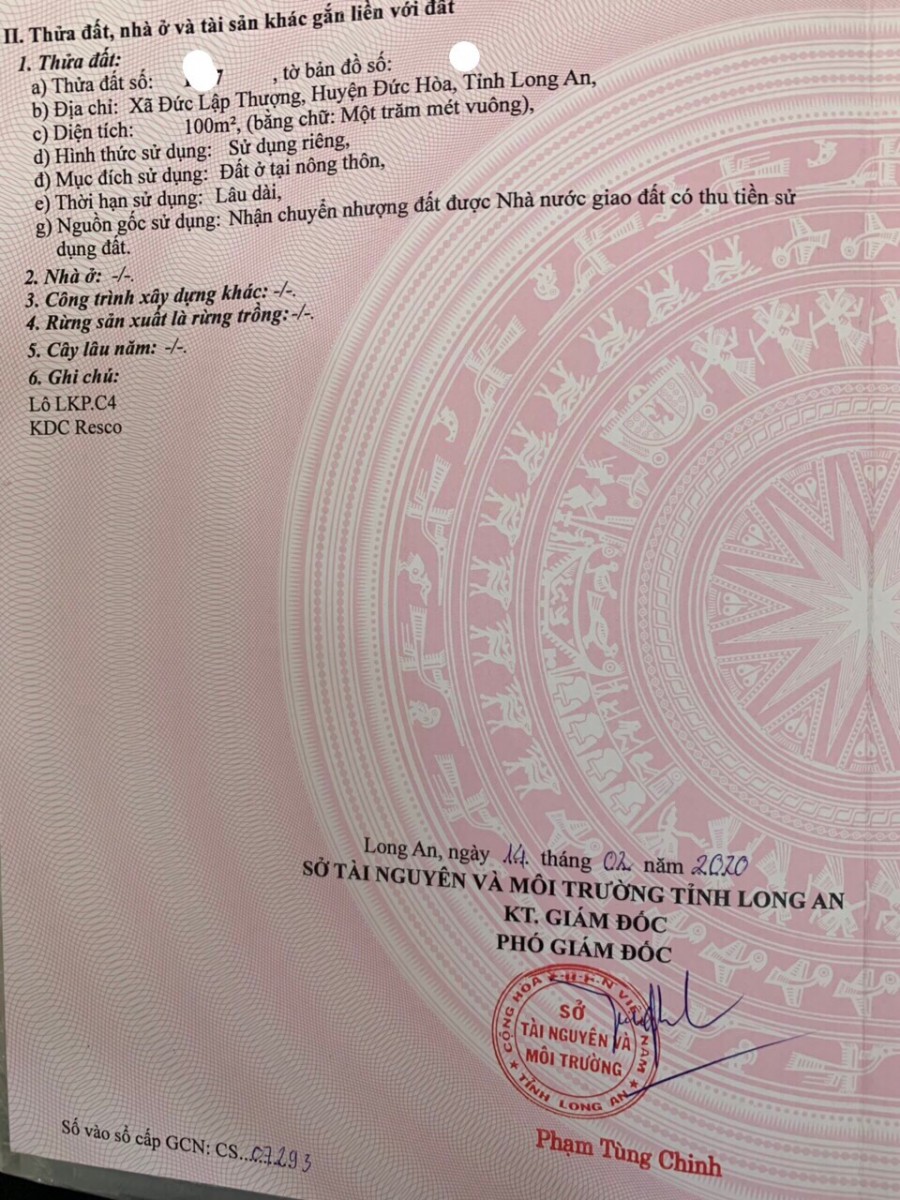 II. Thửa đất, nhà ở và tài sản khác gắn liền với đất
1. Thửa đất:
a) Thửa đất số: 7 , tờ bản đồ số:
b) Địa chỉ: Xã Đức Lập Thượng, Huyện Đức Hòa, Tỉnh Long An,
c) Diện tích: 100m², (bằng chữ: Một trăm mét vuông),
d) Hình thức sử dụng: Sử dụng riêng,
đ) Mục đích sử dụng: Đất ở tại nông thôn,
e) Thời hạn sử dụng: Lâu dài,
g) Nguồn gốc sử dụng: Nhận chuyển nhượng đất được Nhà nước giao đất có thu tiền sử
dụng đất.
2. Nhà ở: -/-.
3. Công trình xây dựng khác: -/-.
4. Rừng sản xuất là rừng trồng:-/-.
5. Cây lâu năm: -/-.
6. Ghi chú:
Lô LKP.C4
KDC Resco
Long An, ngày 14 tháng 02 năm 2020
SỞ TÀI NGUYÊN VÀ MÔI TRƯỜNG TỈNH LONG AN
KT. GIÁM ĐỐC
PHÓ GIÁM ĐỐC
CỘNG HÒA X.H.C.N VIỆT NAM
SỞ
TÀI NGUYÊN VÀ
MÔI TRƯỜNG
TỈNH LONG AN
Phạm Tùng Chinh
Số vào sổ cấp GCN: CS...07293